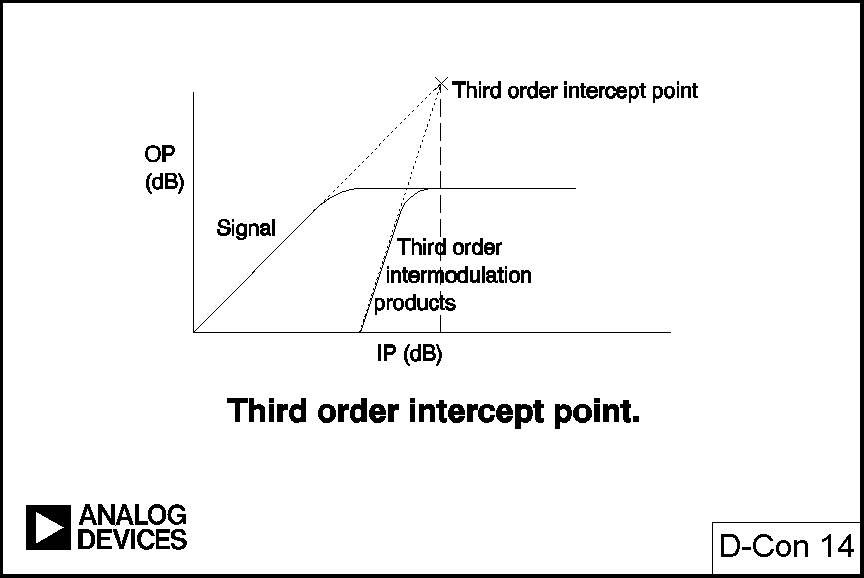 Third order intercept point
OP
(dB)
Signal
Third order
intermodulation
products
IP (dB)
Third order intercept point.
ANALOG
DEVICES
D-Con 14